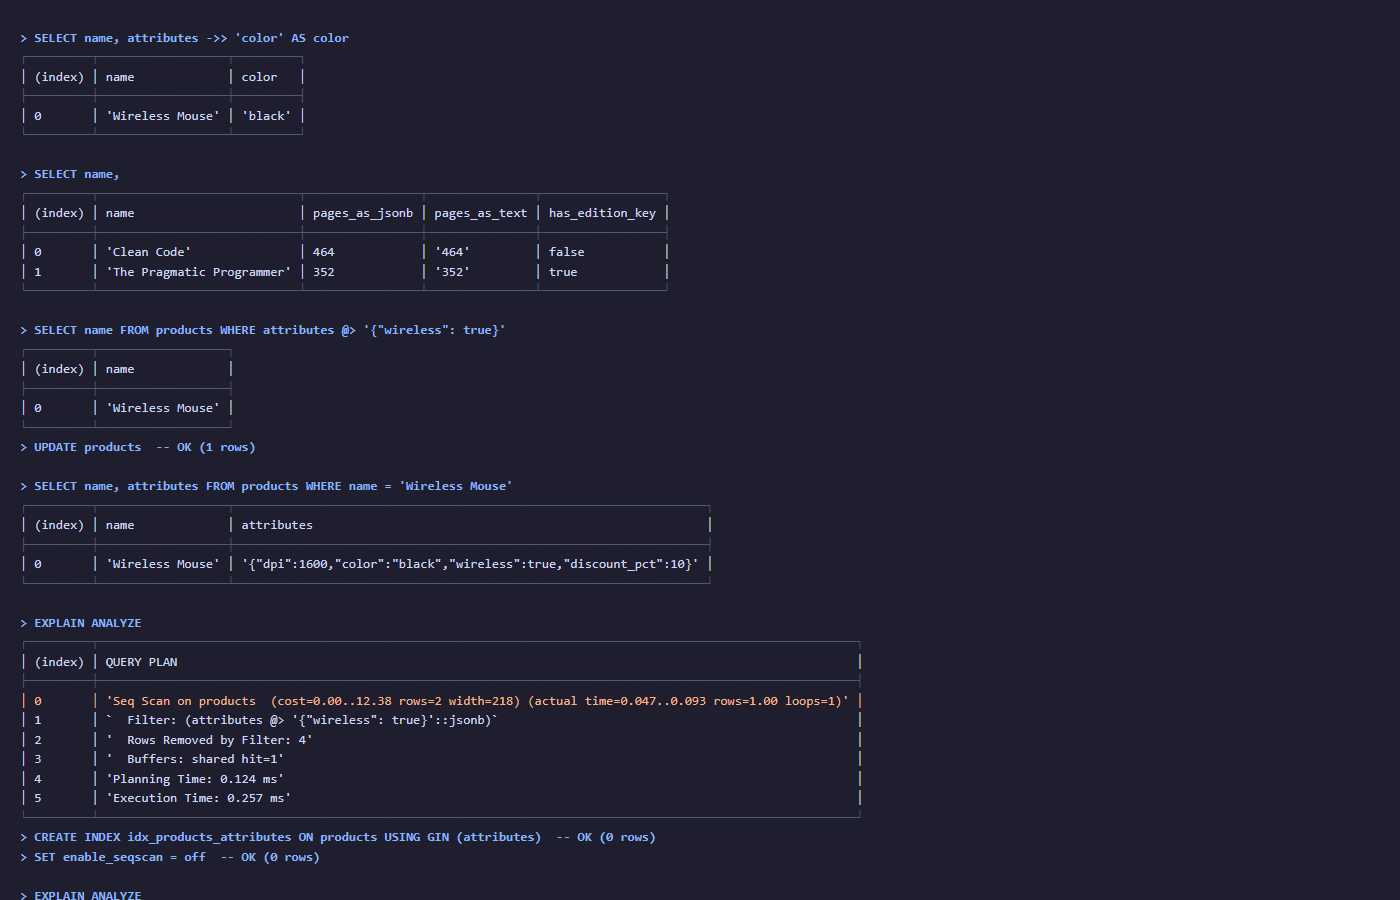 > SELECT name, attributes ->> 'color' AS color
(index) | name | color
0 | 'Wireless Mouse' | 'black'
> SELECT name,
(index) | name | pages_as_jsonb | pages_as_text | has_edition_key
0 | 'Clean Code' | 464 | '464' | false
1 | 'The Pragmatic Programmer' | 352 | '352' | true
> SELECT name FROM products WHERE attributes @> '{"wireless": true}'
(index) | name
0 | 'Wireless Mouse'
> UPDATE products  -- OK (1 rows)
> SELECT name, attributes FROM products WHERE name = 'Wireless Mouse'
(index) | name | attributes
0 | 'Wireless Mouse' | '{"dpi":1600,"color":"black","wireless":true,"discount_pct":10}'
> EXPLAIN ANALYZE
(index) | QUERY PLAN
0 | 'Seq Scan on products  (cost=0.00..12.38 rows=2 width=218) (actual time=0.047..0.093 rows=1.00 loops=1)'
1 | `  Filter: (attributes @> '{"wireless": true}'::jsonb)`
2 | '  Rows Removed by Filter: 4'
3 | '  Buffers: shared hit=1'
4 | 'Planning Time: 0.124 ms'
5 | 'Execution Time: 0.257 ms'
> CREATE INDEX idx_products_attributes ON products USING GIN (attributes)  -- OK (0 rows)
> SET enable_seqscan = off  -- OK (0 rows)
> EXPLAIN ANALYZE